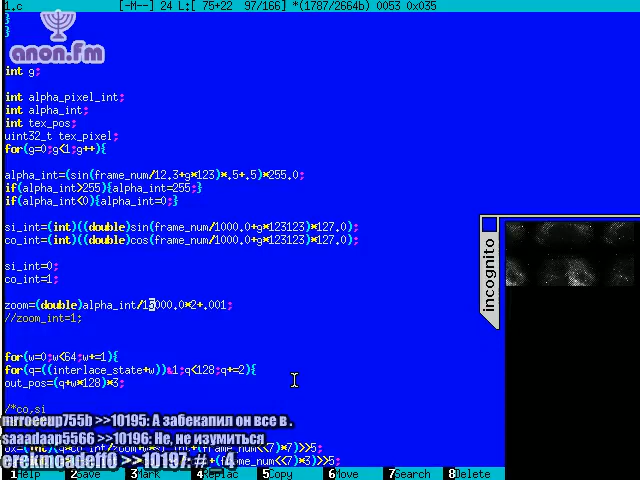 1.c [-M--] 24 L:[ 75+22 97/166] *(1787/2664b) 0053 0x035
}
}
anon.fm
int g;
int alpha_pixel_int;
int alpha_int;
int tex_pos;
uint32_t tex_pixel;
for(g=0;g<1;g++){
alpha_int=(sin(frame_num/12.3+g*123)*.5+.5)*255.0;
if(alpha_int>255){alpha_int=255;}
if(alpha_int<0){alpha_int=0;}
si_int=(int)((double)sin(frame_num/1000.0+g*123123)*127.0);
co_int=(int)((double)cos(frame_num/1000.0+g*123123)*127.0);
si_int=0;
co_int=1;
zoom=(double)alpha_int/15000.0*2+.001;
//zoom_int=1;
incognito
for(w=0;w<64;w+=1){
for(q=((interlace_state+w))&1;q<128;q+=2){
out_pos=(q+w*128)*3;
/*co,si
mrroeeup755b >>10195: А забекапил он все в .
saaadaap5566 >>10196: Не, не изумиться
erekmoadeff0 >>10197: #_4
1Help 2Save 3Mark 4Replac 5Copy 6Move 7Search 8Delete